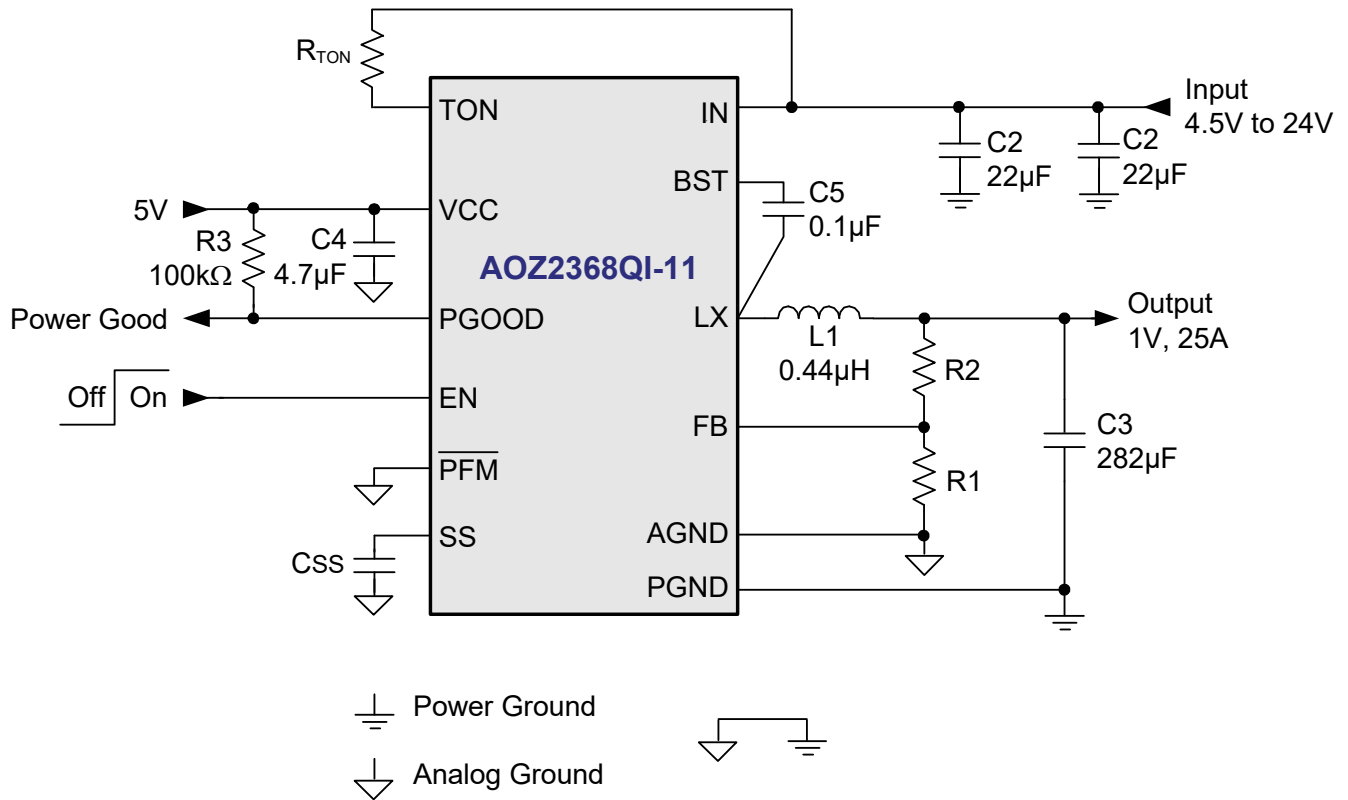 RTON
TON
IN
Input
4.5V to 24V
C2
22µF
C2
22µF
BST
C5
0.1µF
5V
VCC
R3
100kΩ
C4
4.7µF
AOZ2368QI-11
Power Good
PGOOD
LX
L1
0.44µH
Output
1V, 25A
R2
Off
On
EN
FB
C3
282µF
PFM
R1
SS
CSS
AGND
PGND
Power Ground
Analog Ground